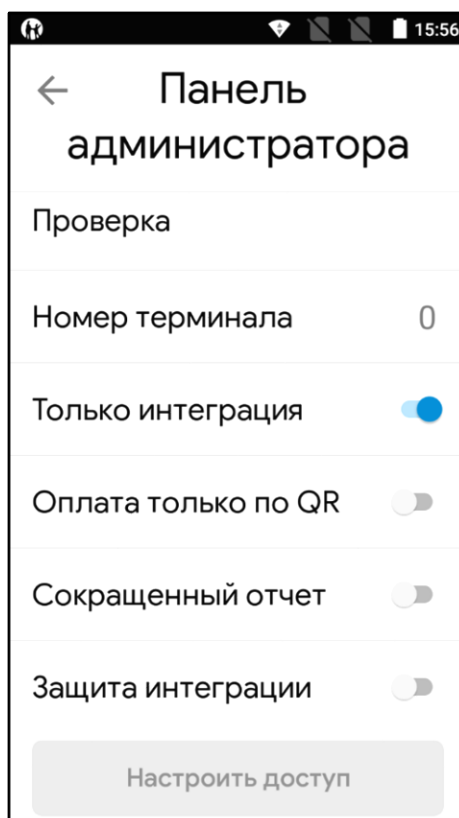 15:56
Панель
администратора
Проверка
Номер терминала 0
Только интеграция
Оплата только по QR
Сокращенный отчет
Защита интеграции
Настроить доступ